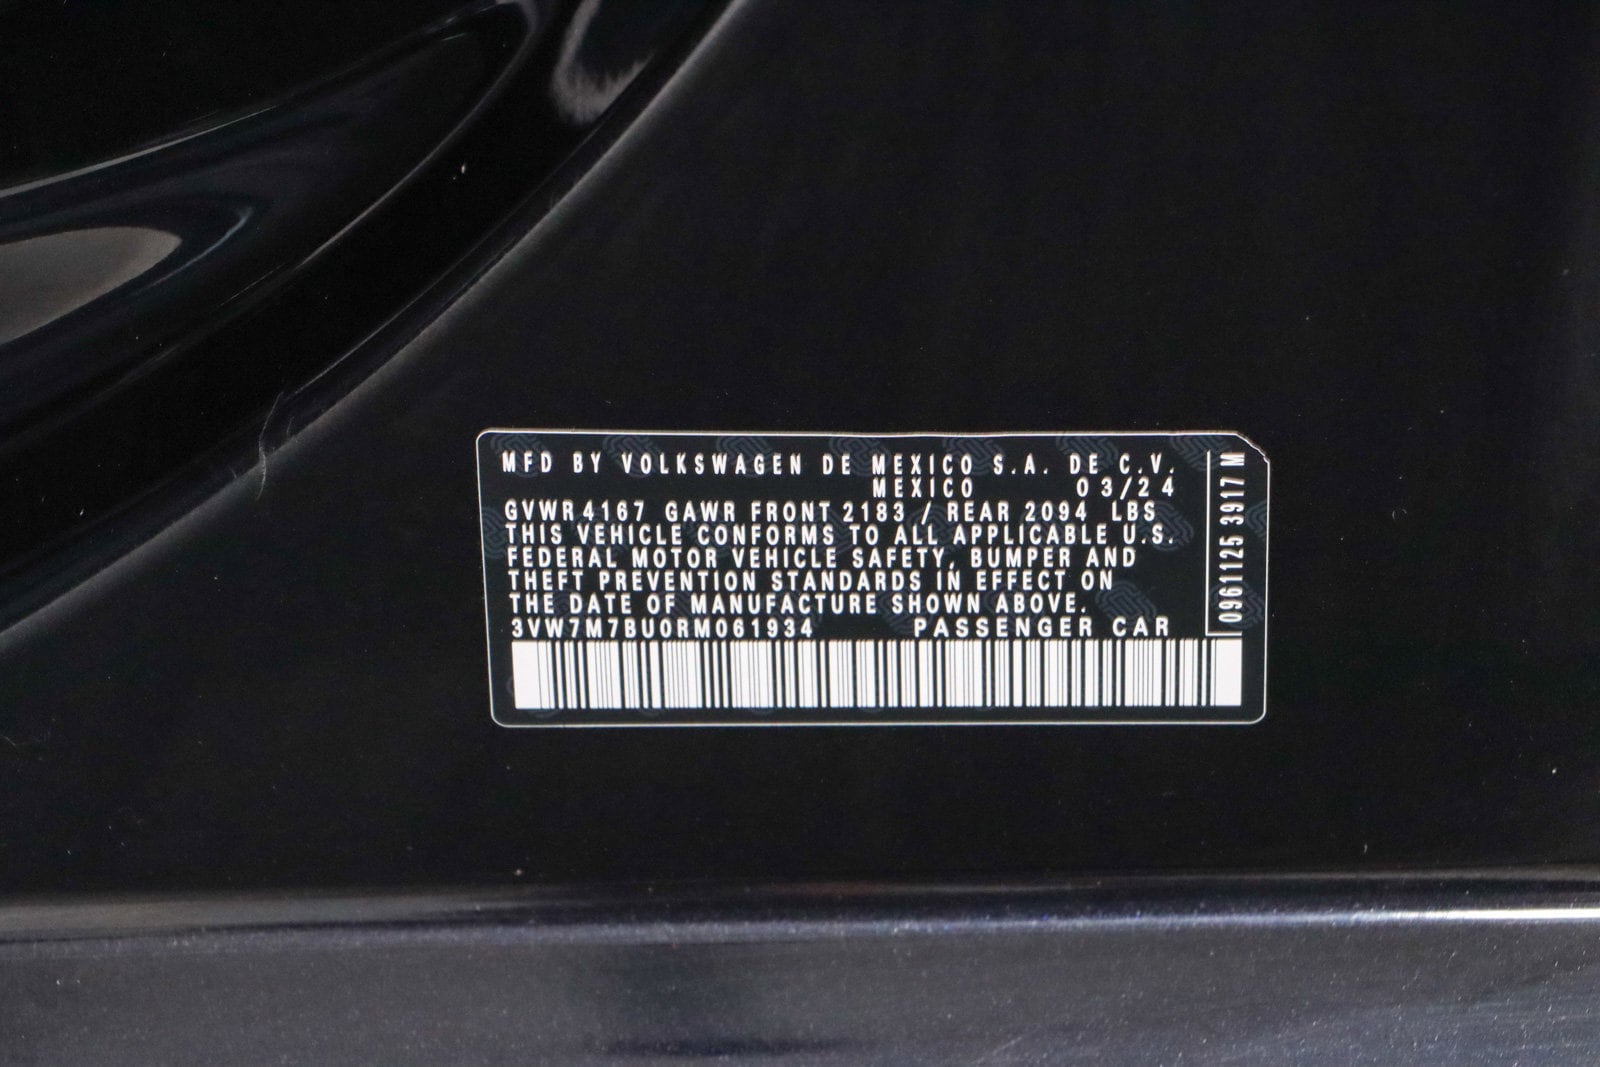 MFD BY VOLKSWAGEN DE MEXICO S.A. DE C.V.
MEXICO 03/24
GVWR 4167 GAWR FRONT 2183 / REAR 2094 LBS
THIS VEHICLE CONFORMS TO ALL APPLICABLE U.S.
FEDERAL MOTOR VEHICLE SAFETY, BUMPER AND
THEFT PREVENTION STANDARDS IN EFFECT ON
THE DATE OF MANUFACTURE SHOWN ABOVE.
3VW7M7BU0RM061934 PASSENGER CAR
0961125 3917 M